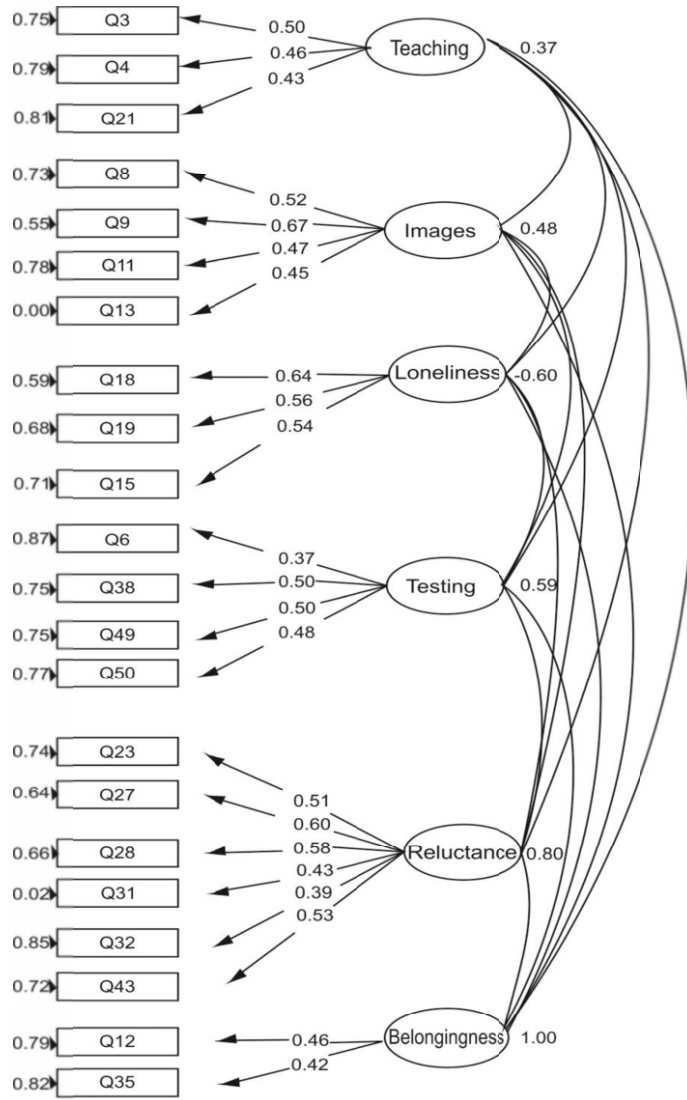 0.75 Q3
0.50
Teaching 0.37
0.46
0.79 Q4
0.43
0.81 Q21
0.73 Q8
0.52
0.55 Q9
0.67
Images 0.48
0.47
0.78 Q11
0.45
0.00 Q13
0.59 Q18
0.64
Loneliness -0.60
0.56
0.68 Q19
0.54
0.71 Q15
0.87 Q6
0.37
0.75 Q38
0.50
Testing 0.59
0.50
0.75 Q49
0.48
0.77 Q50
0.74 Q23
0.51
0.64 Q27
0.60
0.66 Q28
0.58
Reluctance 0.80
0.43
0.02 Q31
0.39
0.53
0.85 Q32
0.72 Q43
0.79 Q12
0.46
Belongingness 1.00
0.42
0.82 Q35